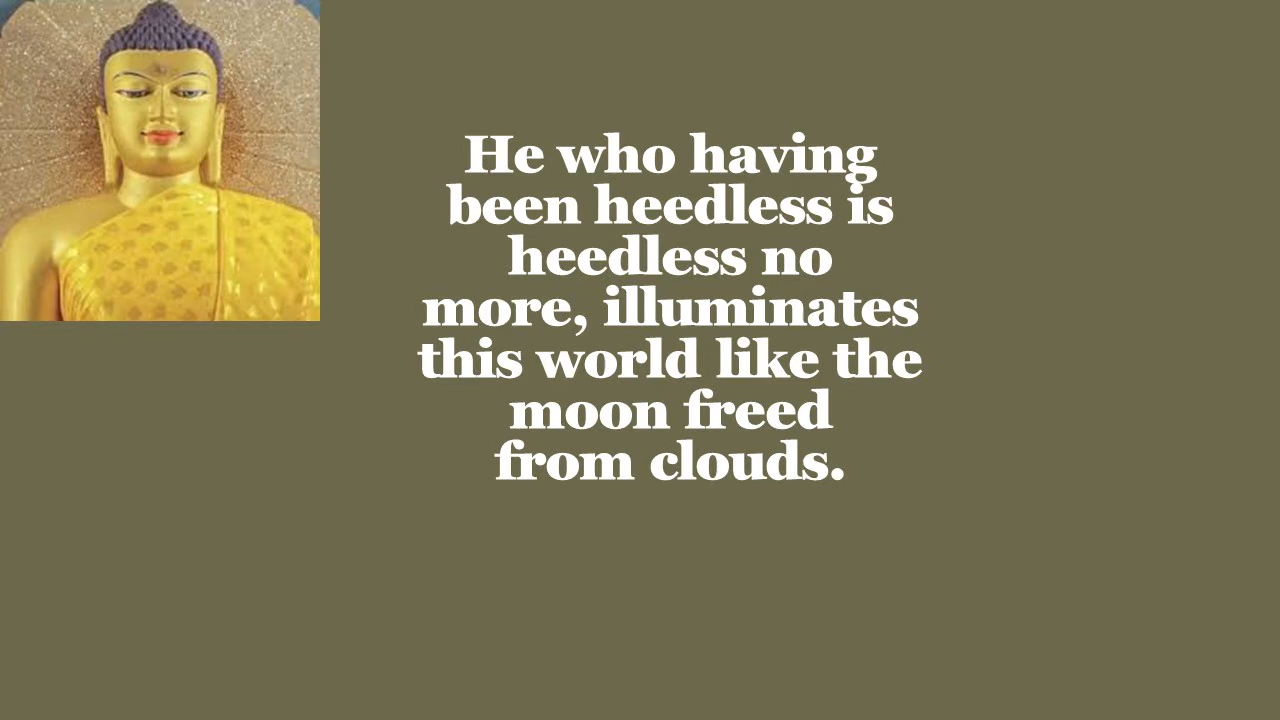 He who having
been heedless is
heedless no
more, illuminates
this world like the
moon freed
from clouds.